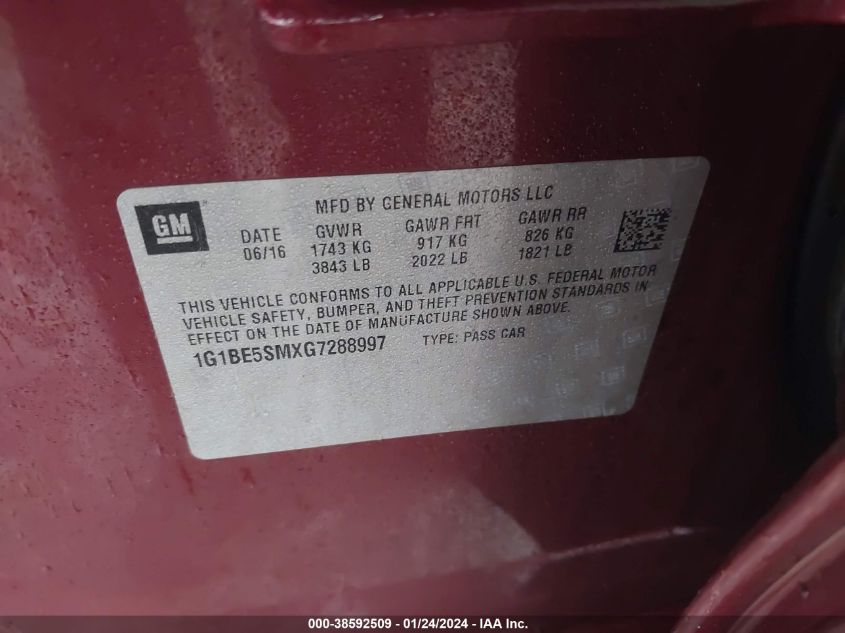 GM
MFD BY GENERAL MOTORS LLC
DATE GVWR GAWR FRT GAWR RR
06/16 1743 KG 917 KG 826 KG
3843 LB 2022 LB 1821 LB
THIS VEHICLE CONFORMS TO ALL APPLICABLE U.S. FEDERAL MOTOR
VEHICLE SAFETY, BUMPER, AND THEFT PREVENTION STANDARDS IN
EFFECT ON THE DATE OF MANUFACTURE SHOWN ABOVE.
1G1BE5SMXG7288997 TYPE: PASS CAR
000-38592509 - 01/24/2024 - IAA, Inc.